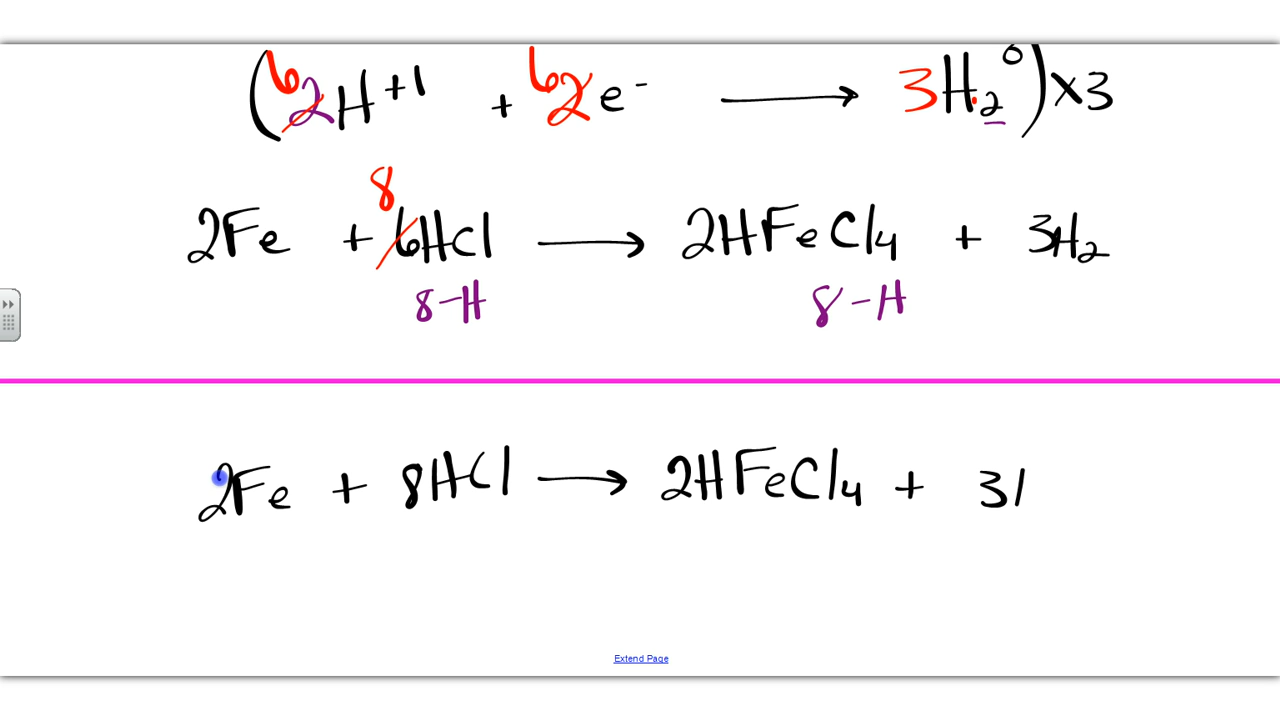 (6 2H+1 + 6 2e- → 3H2 0) x3
8
2Fe + 6HCl → 2HFeCl4 + 3H2
8-H 8-H
2Fe + 8HCl → 2HFeCl4 + 3
Extend Page